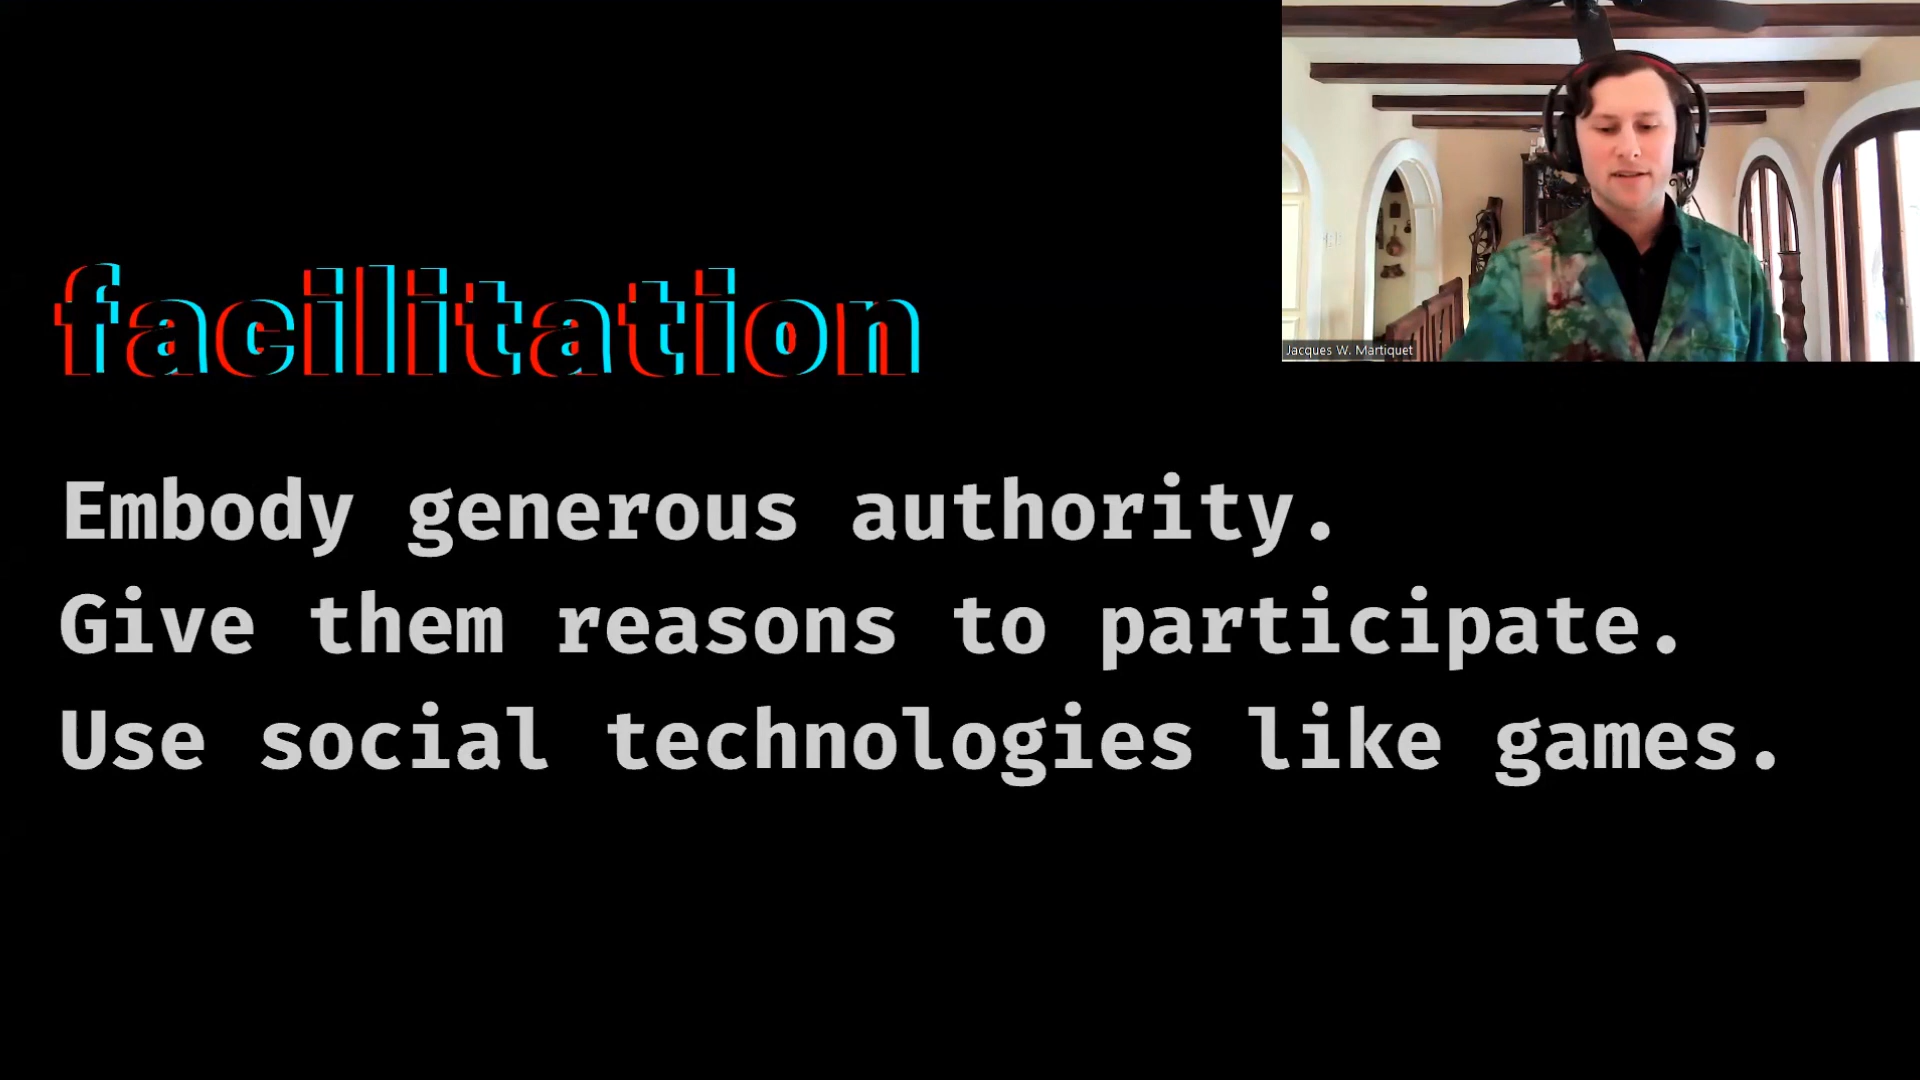 facilitation
Embody generous authority.
Give them reasons to participate.
Use social technologies like games.
Jacques W. Martiquet